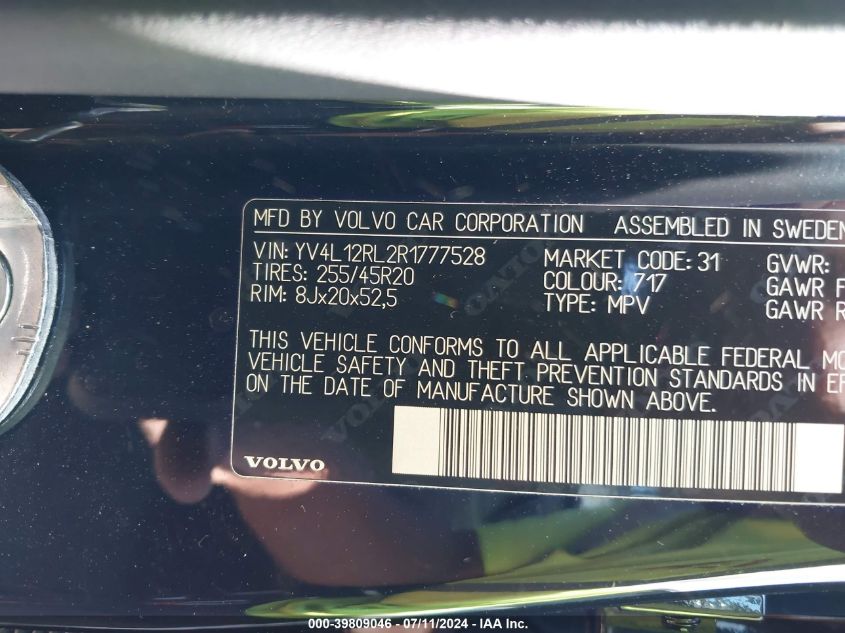 MFD BY VOLVO CAR CORPORATION ASSEMBLED IN SWEDEN
VIN: YV4L12RL2R1777528 MARKET CODE: 31 GVWR:
TIRES: 255/45R20 COLOUR: 717 GAWR F
RIM: 8Jx20x52,5 TYPE: MPV GAWR R
THIS VEHICLE CONFORMS TO ALL APPLICABLE FEDERAL MO
VEHICLE SAFETY AND THEFT PREVENTION STANDARDS IN EF
ON THE DATE OF MANUFACTURE SHOWN ABOVE.
VOLVO
000-39809046 - 07/11/2024 - IAA Inc.